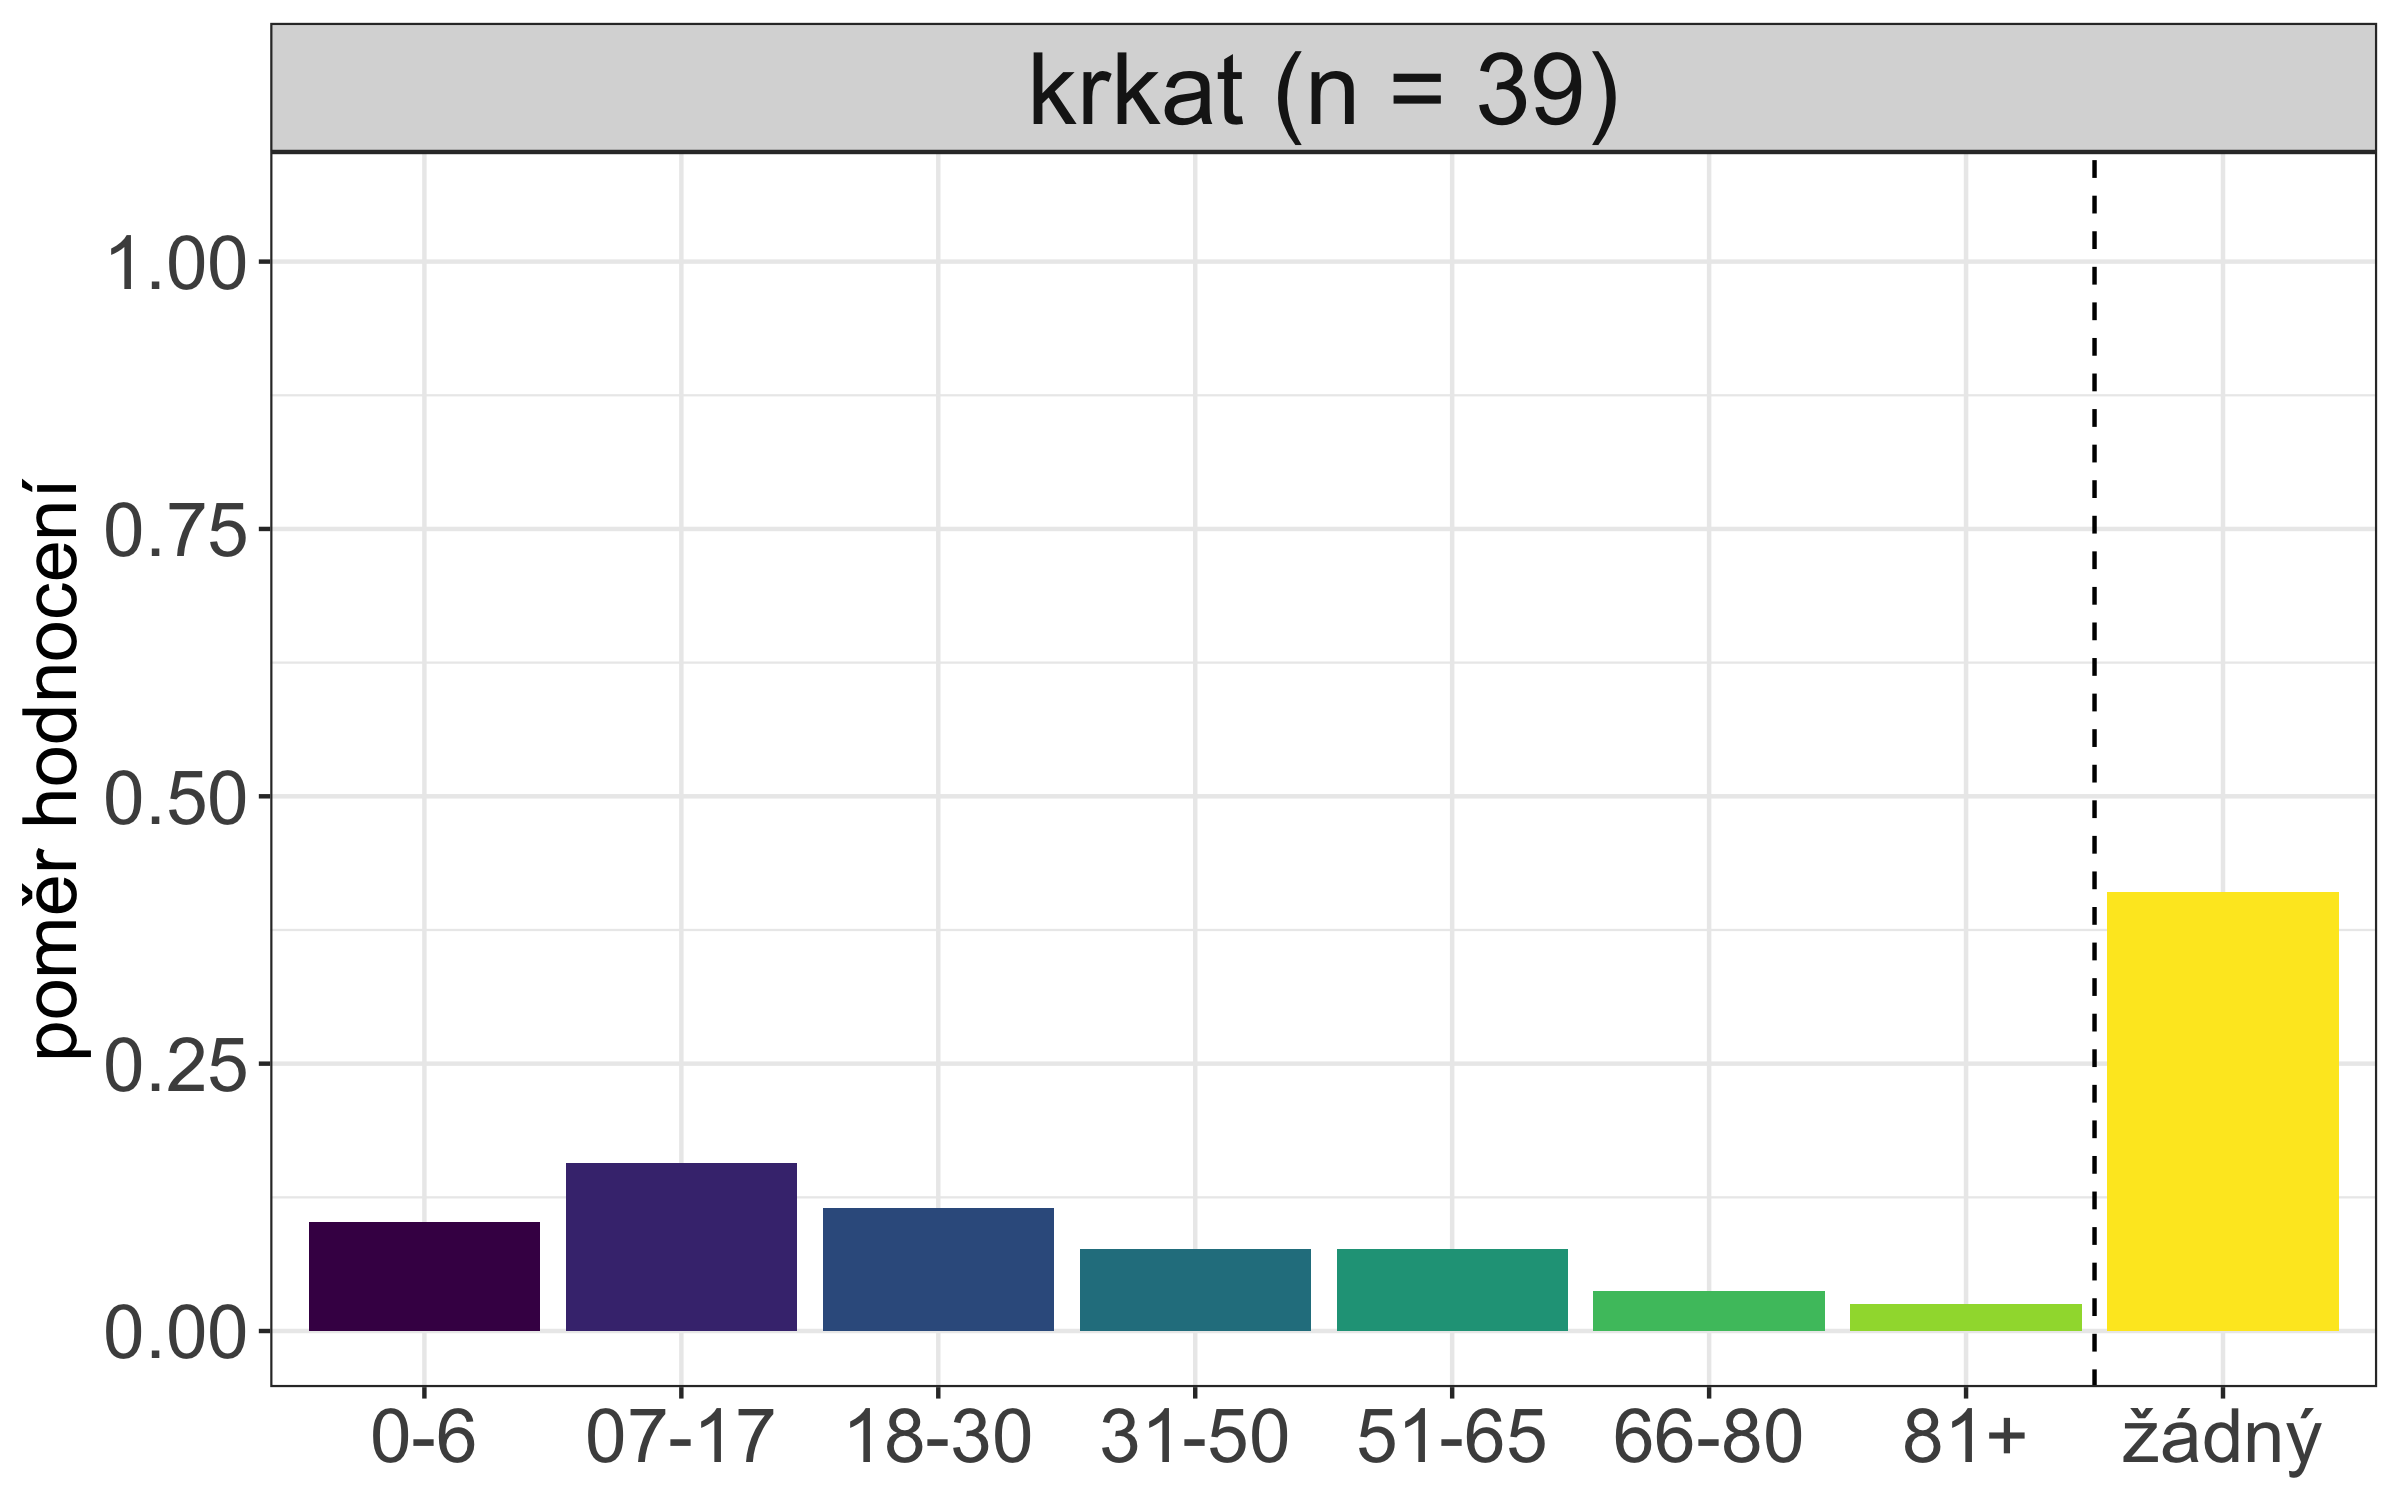 krkat (n = 39)
poměr hodnocení
1.00
0.75
0.50
0.25
0.00
0-6 07-17 18-30 31-50 51-65 66-80 81+ žádný